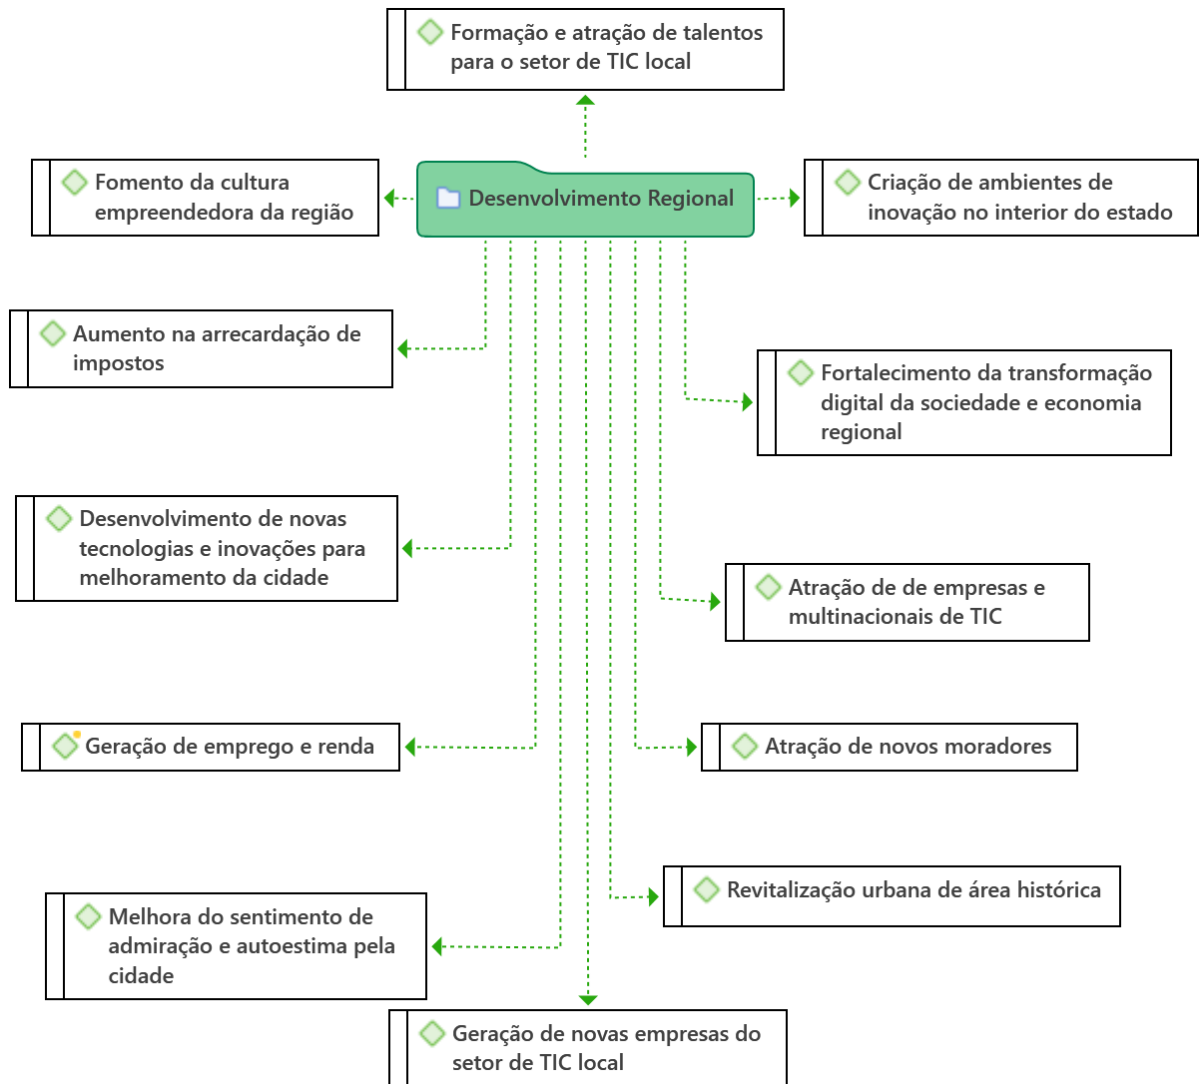 Formação e atração de talentos
para o setor de TIC local
Fomento da cultura
empreendedora da região
Desenvolvimento Regional
Criação de ambientes de
inovação no interior do estado
Aumento na arrecardação de
impostos
Fortalecimento da transformação
digital da sociedade e economia
regional
Desenvolvimento de novas
tecnologias e inovações para
melhoramento da cidade
Atração de de empresas e
multinacionais de TIC
Geração de emprego e renda
Atração de novos moradores
Revitalização urbana de área histórica
Melhora do sentimento de
admiração e autoestima pela
cidade
Geração de novas empresas do
setor de TIC local